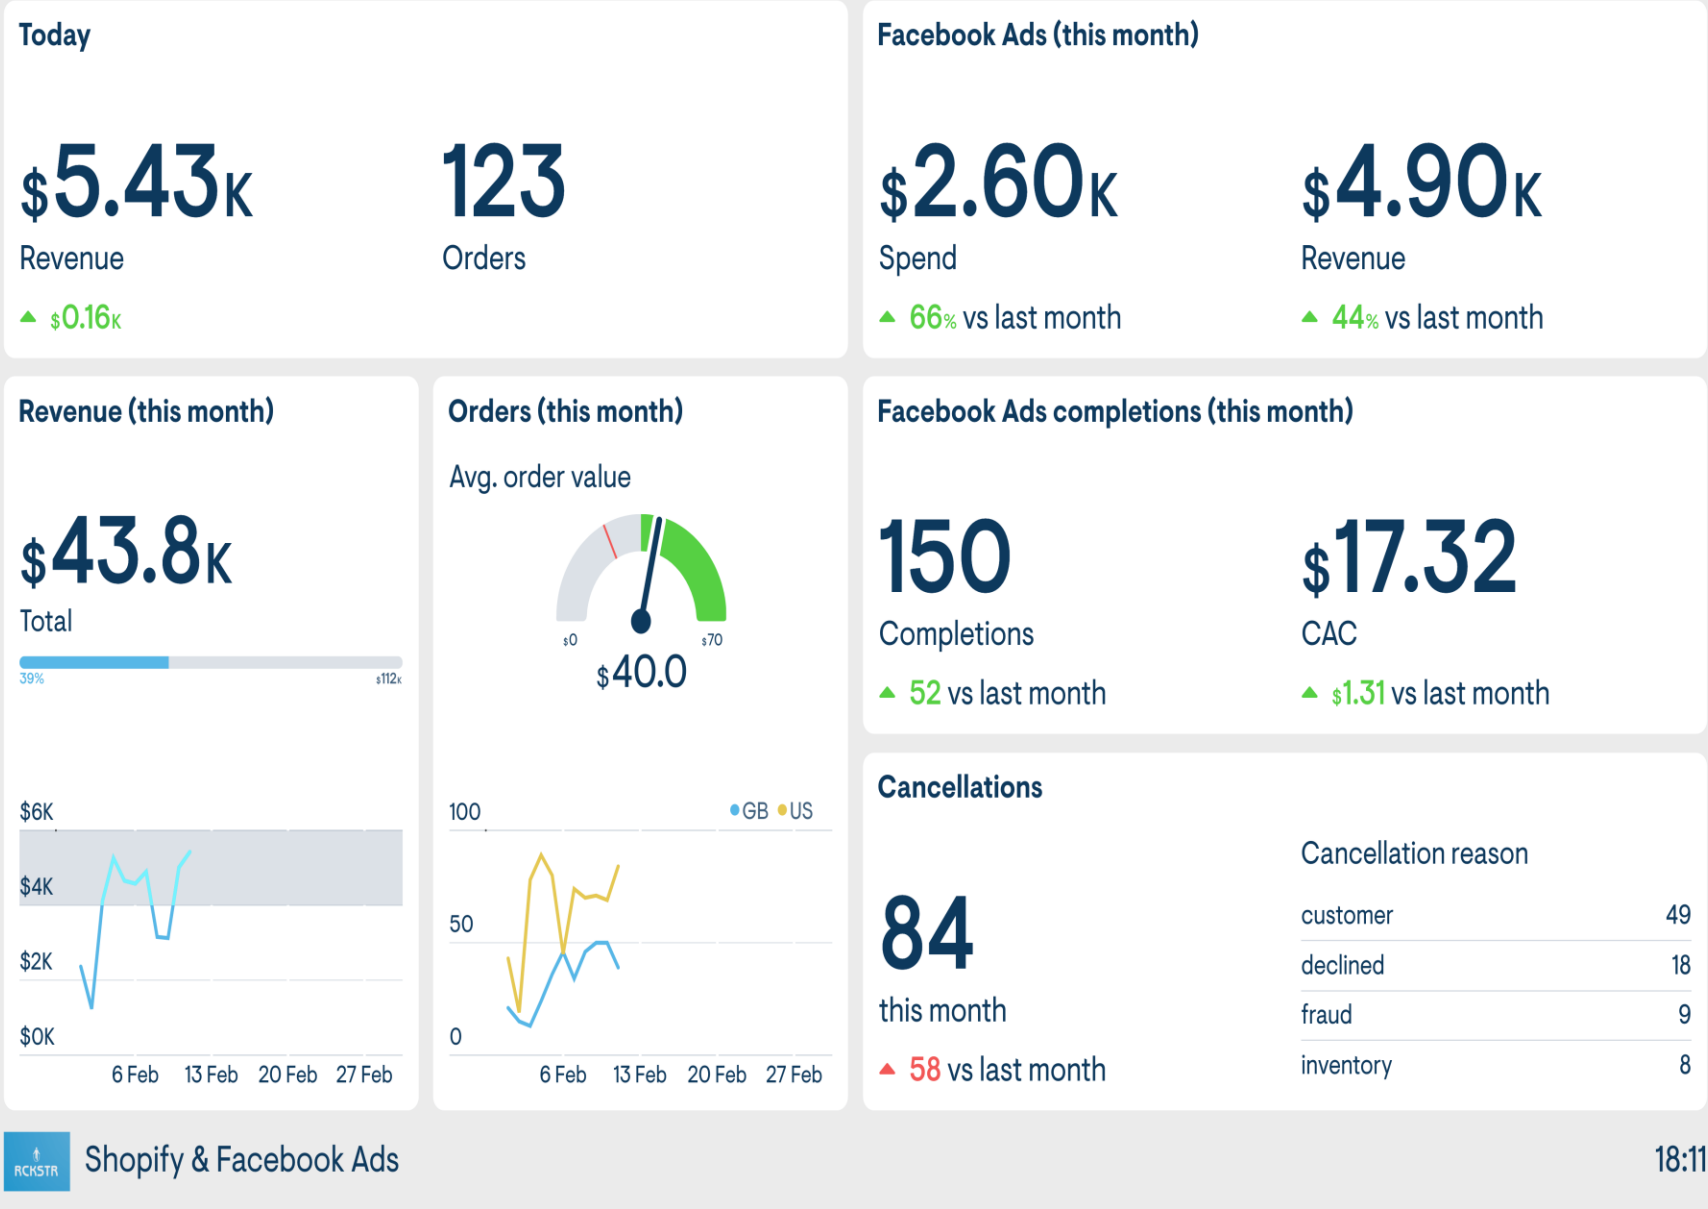 Today
$5.43K
Revenue
▲ $0.16K
123
Orders
Facebook Ads (this month)
$2.60K
Spend
▲ 66% vs last month
$4.90K
Revenue
▲ 44% vs last month
Revenue (this month)
$43.8K
Total
39%
$112K
$6K
$4K
$2K
$0K
6 Feb 13 Feb 20 Feb 27 Feb
Orders (this month)
Avg. order value
$0
$70
$40.0
100
GB US
50
0
6 Feb 13 Feb 20 Feb 27 Feb
Facebook Ads completions (this month)
150
Completions
▲ 52 vs last month
$17.32
CAC
▲ $1.31 vs last month
Cancellations
84
this month
▲ 58 vs last month
Cancellation reason
customer 49
declined 18
fraud 9
inventory 8
RCKSTR
Shopify & Facebook Ads
18:11